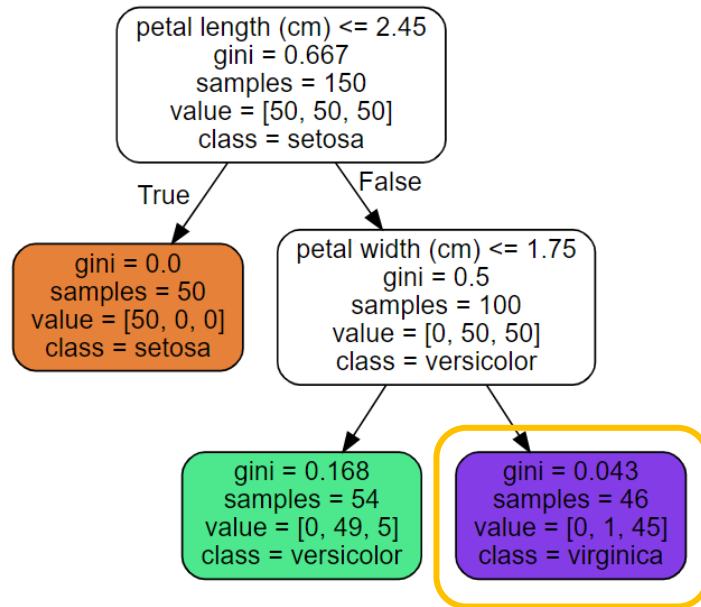 petal length (cm) <= 2.45
gini = 0.667
samples = 150
value = [50, 50, 50]
class = setosa
True
False
gini = 0.0
samples = 50
value = [50, 0, 0]
class = setosa
petal width (cm) <= 1.75
gini = 0.5
samples = 100
value = [0, 50, 50]
class = versicolor
gini = 0.168
samples = 54
value = [0, 49, 5]
class = versicolor
gini = 0.043
samples = 46
value = [0, 1, 45]
class = virginica